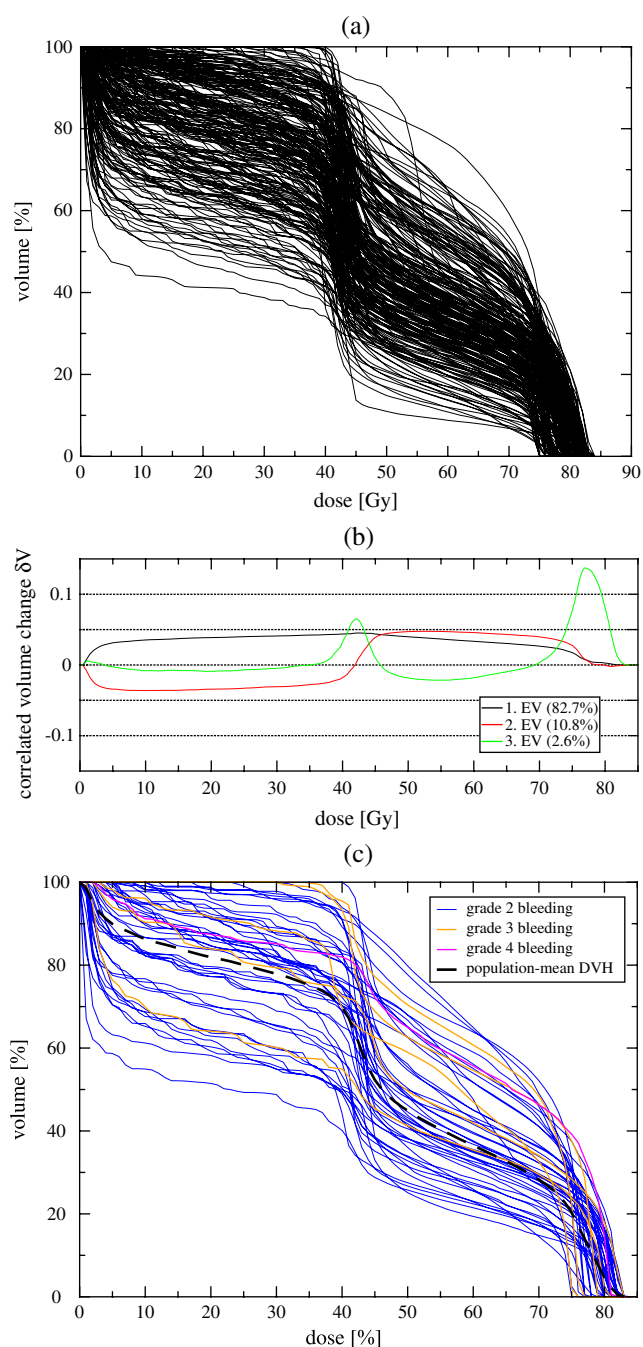 (a)
100
80
60
40
20
0
volume [%]
0 10 20 30 40 50 60 70 80 90
dose [Gy]
(b)
0.1
0
-0.1
correlated volume change δV
1. EV (82.7%)
2. EV (10.8%)
3. EV (2.6%)
0 10 20 30 40 50 60 70 80
dose [Gy]
(c)
100
80
60
40
20
0
volume [%]
grade 2 bleeding
grade 3 bleeding
grade 4 bleeding
population-mean DVH
0 10 20 30 40 50 60 70 80
dose [%]